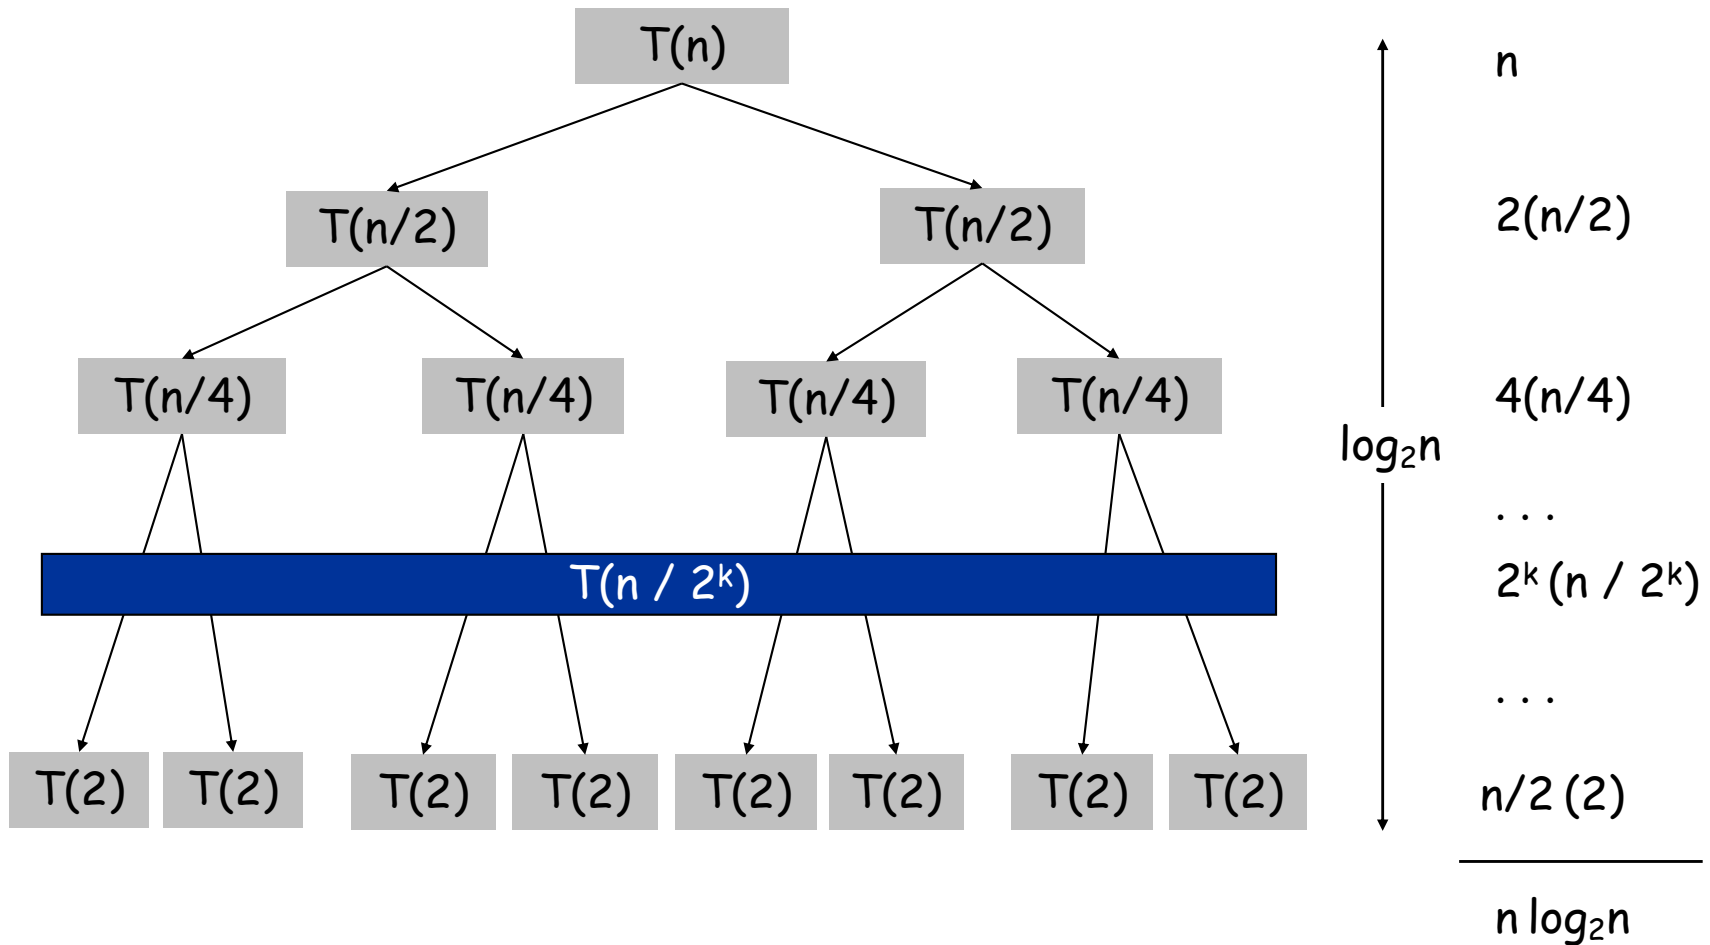 T(n)
n
T(n/2) T(n/2)
2(n/2)
T(n/4) T(n/4) T(n/4) T(n/4)
4(n/4)
log₂n
. . .
T(n / 2ᵏ)
2ᵏ (n / 2ᵏ)
. . .
T(2) T(2) T(2) T(2) T(2) T(2) T(2) T(2)
n/2 (2)
n log₂n